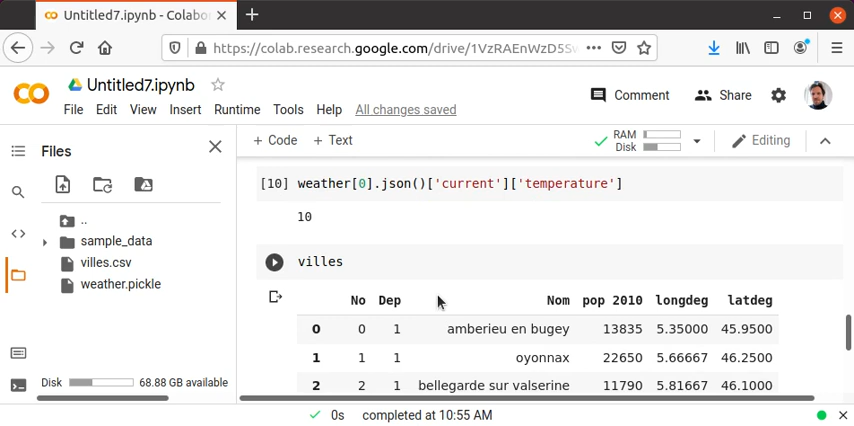 Untitled7.ipynb - Colabo
https://colab.research.google.com/drive/1VzRAEnWzD5Sw
Untitled7.ipynb
File Edit View Insert Runtime Tools Help All changes saved
Comment Share
Files
+ Code + Text
RAM
Disk
Editing
..
sample_data
villes.csv
weather.pickle
Disk 68.88 GB available
[10] weather[0].json()['current']['temperature']
10
villes
No Dep Nom pop 2010 longdeg latdeg
0 0 1 amberieu en bugey 13835 5.35000 45.9500
1 1 1 oyonnax 22650 5.66667 46.2500
2 2 1 bellegarde sur valserine 11790 5.81667 46.1000
0s completed at 10:55 AM